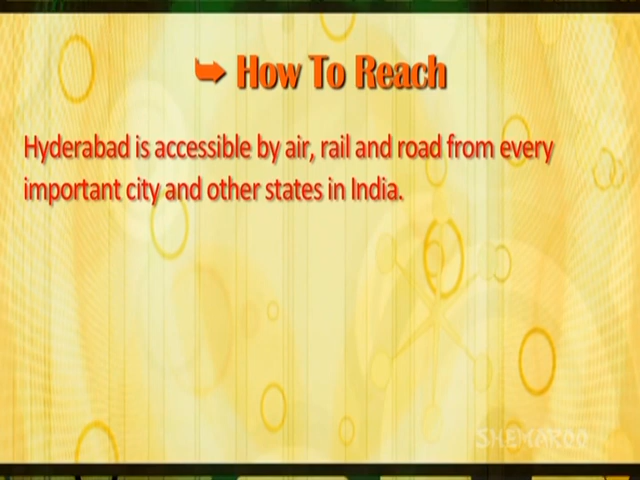 ➥ How To Reach
Hyderabad is accessible by air, rail and road from every
important city and other states in India.
SHEMAROO